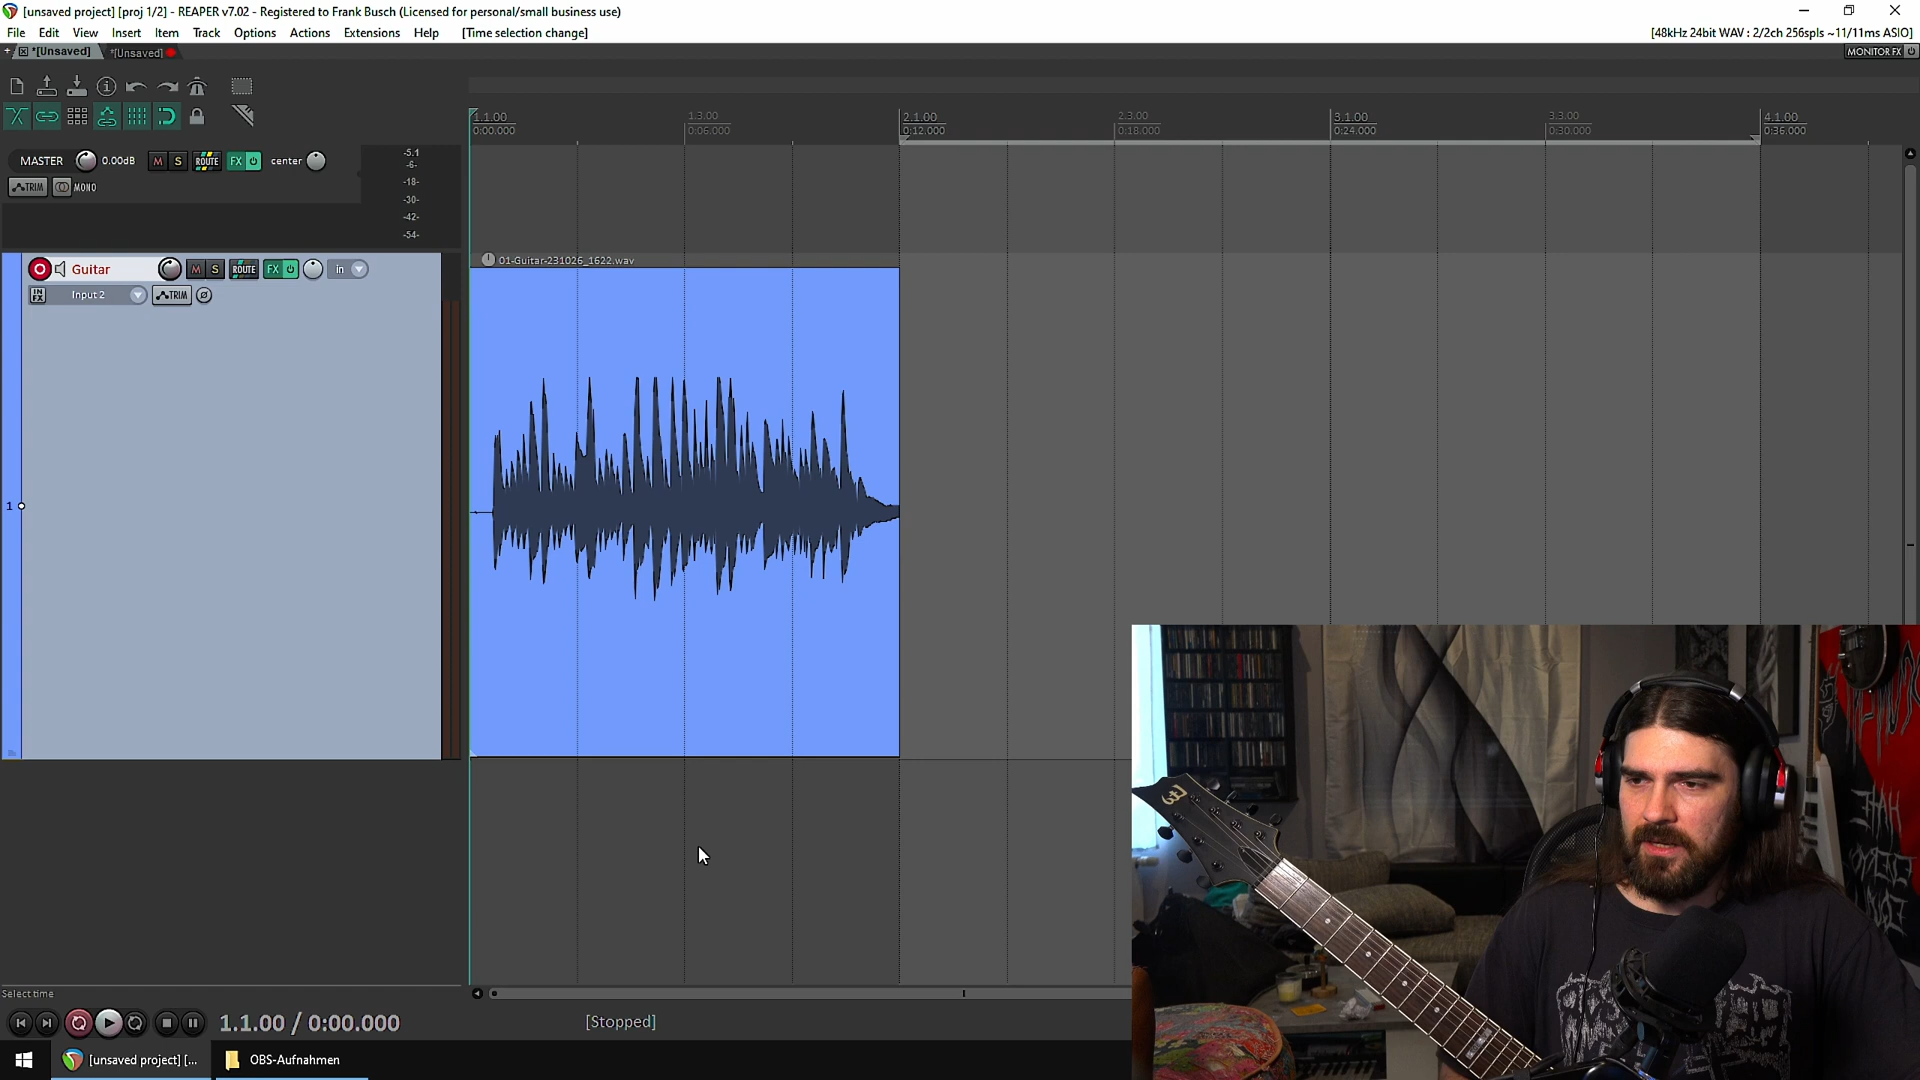 [unsaved project] [proj 1/2] - REAPER v7.02 - Registered to Frank Busch (Licensed for personal/small business use)
File Edit View Insert Item Track Options Actions Extensions Help [Time selection change]
[48kHz 24bit WAV : 2/2ch 256spls ~11/11ms ASIO]
+ *[Unsaved] *[Unsaved]
MONITOR FX
1.1.00 1.3.00 2.1.00 2.3.00 3.1.00 3.3.00 4.1.00
0:00.000 0:06.000 0:12.000 0:18.000 0:24.000 0:30.000 0:36.000
MASTER 0.00dB M S ROUTE FX center
TRIM MONO
-5.1
-6-
-18-
-30-
-42-
-54-
Guitar M S ROUTE FX in
IN FX Input 2 TRIM
01-Guitar-231026_1622.wav
1
Select time
1.1.00 / 0:00.000
[Stopped]
[unsaved project] [...
OBS-Aufnahmen